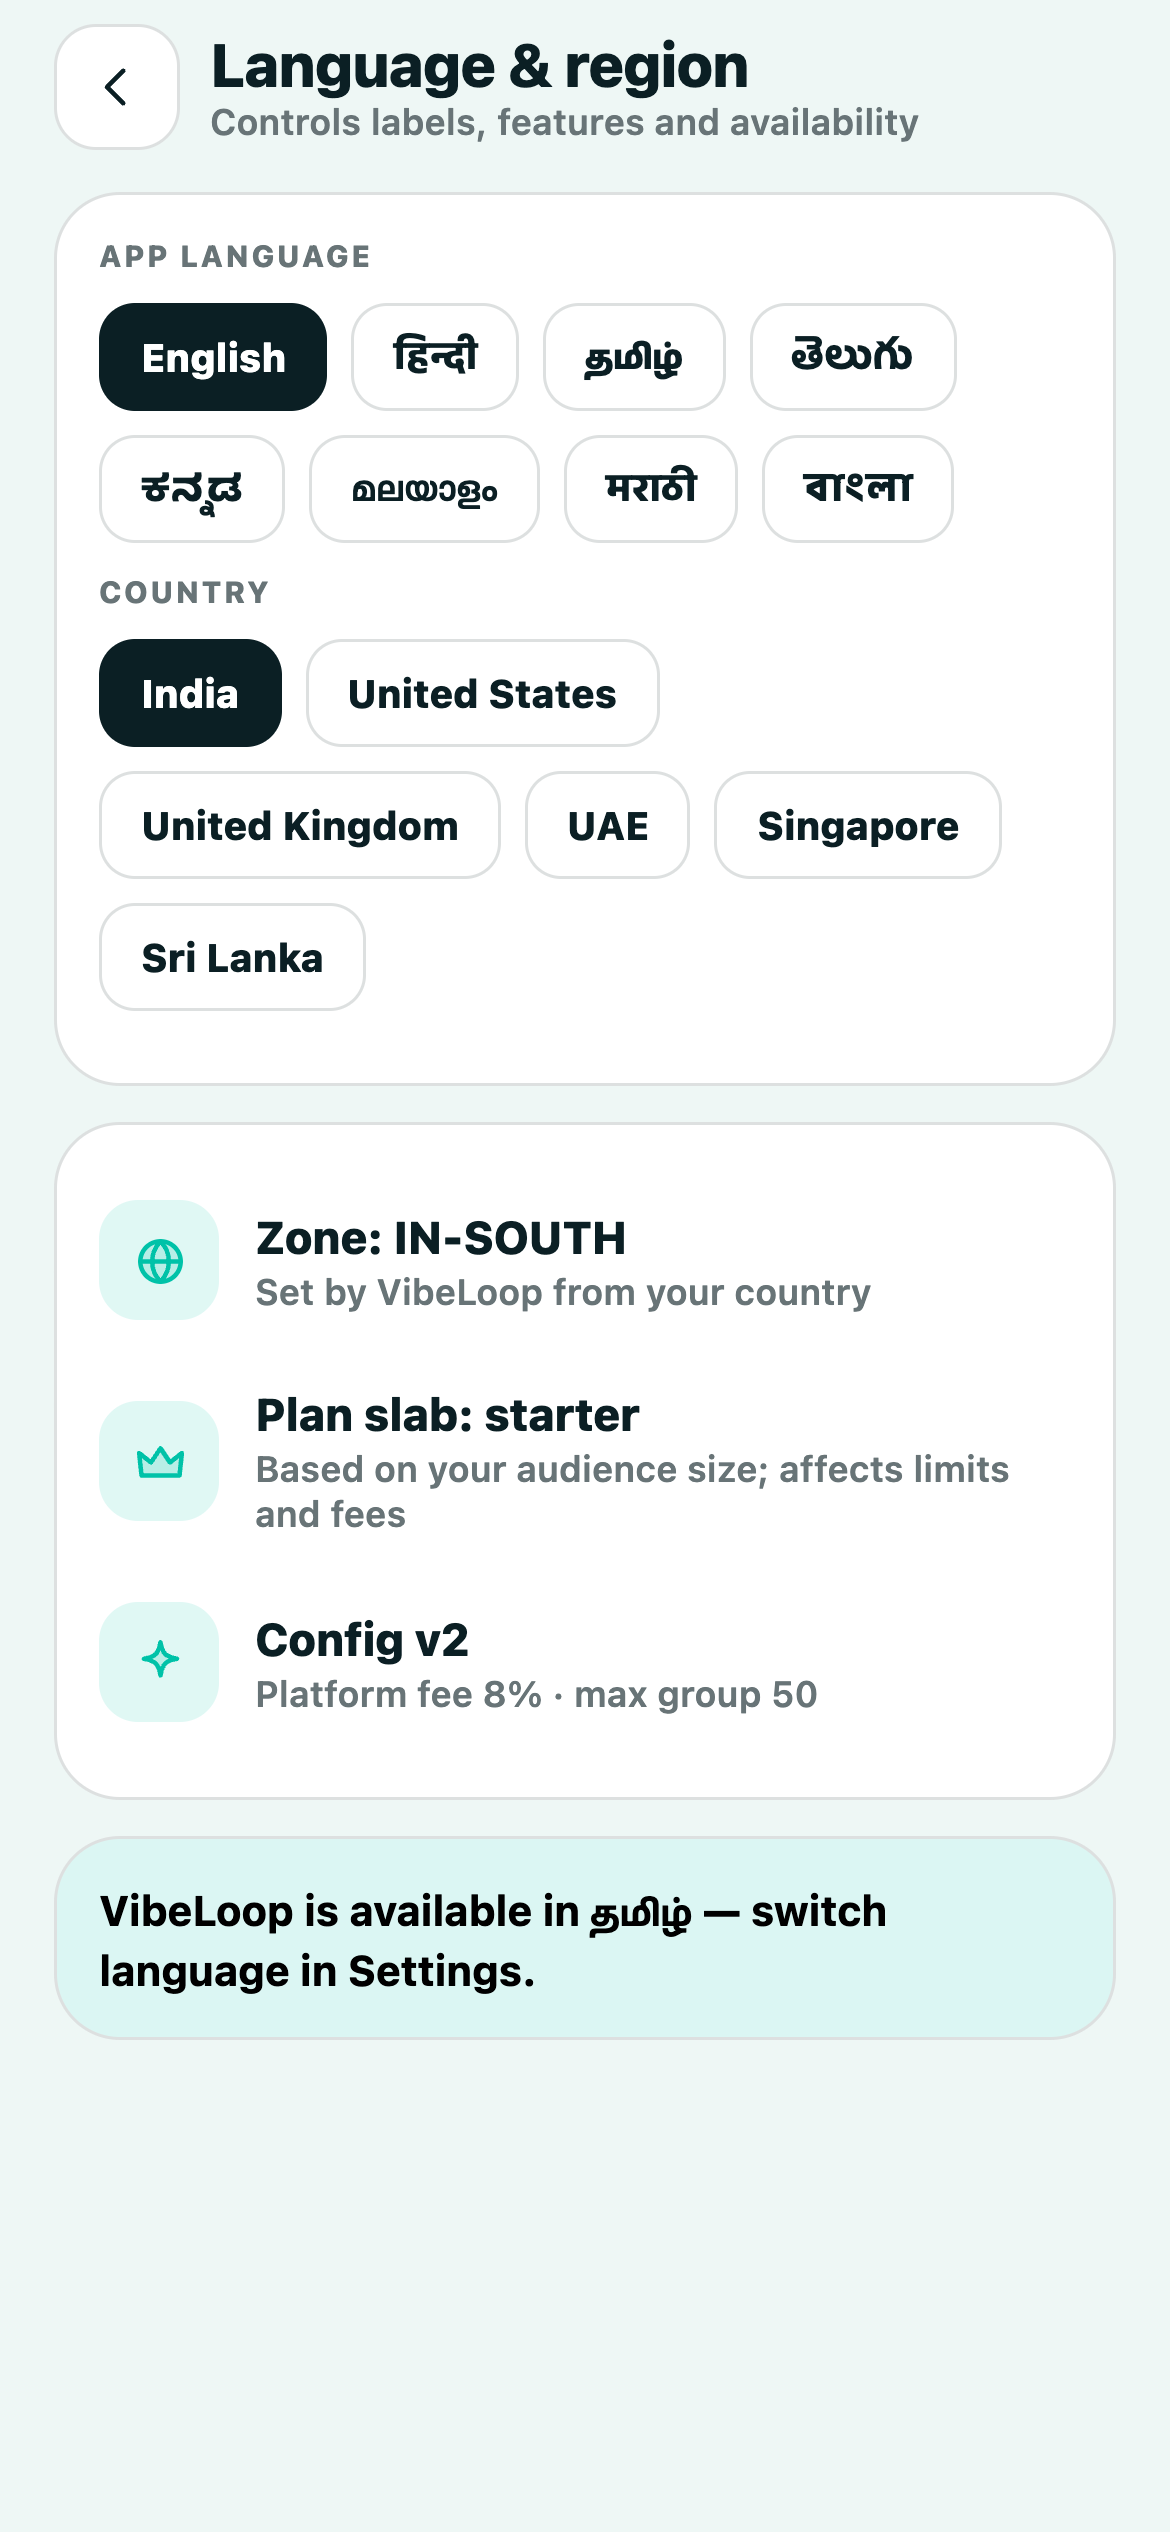 Language & region
Controls labels, features and availability
APP LANGUAGE
English हिन्दी தமிழ் తెలుగు
ಕನ್ನಡ മലയാളം मराठी বাংলা
COUNTRY
India United States
United Kingdom UAE Singapore
Sri Lanka
Zone: IN-SOUTH
Set by VibeLoop from your country
Plan slab: starter
Based on your audience size; affects limits
and fees
Config v2
Platform fee 8% · max group 50
VibeLoop is available in தமிழ் — switch
language in Settings.